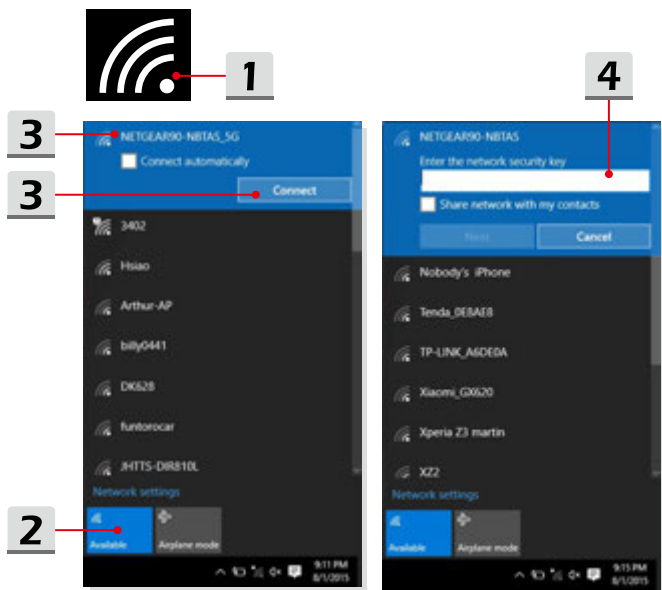 1
3
NETGEAR90-NBTAS_5G
Connect automatically
3
Connect
3402
Hsiao
Arthur-AP
billy0441
DK628
funtorocar
JHTTS-DIR810L
Network settings
2
Available
Airplane mode
9:11 PM
8/1/2015
4
NETGEAR90-NBTAS
Enter the network security key
Share network with my contacts
Next
Cancel
Nobody's iPhone
Tenda_0E8AE8
TP-LINK_A6DE0A
Xiaomi_GX620
Xperia Z3 martin
XZ2
Network settings
Available
Airplane mode
9:15 PM
8/1/2015